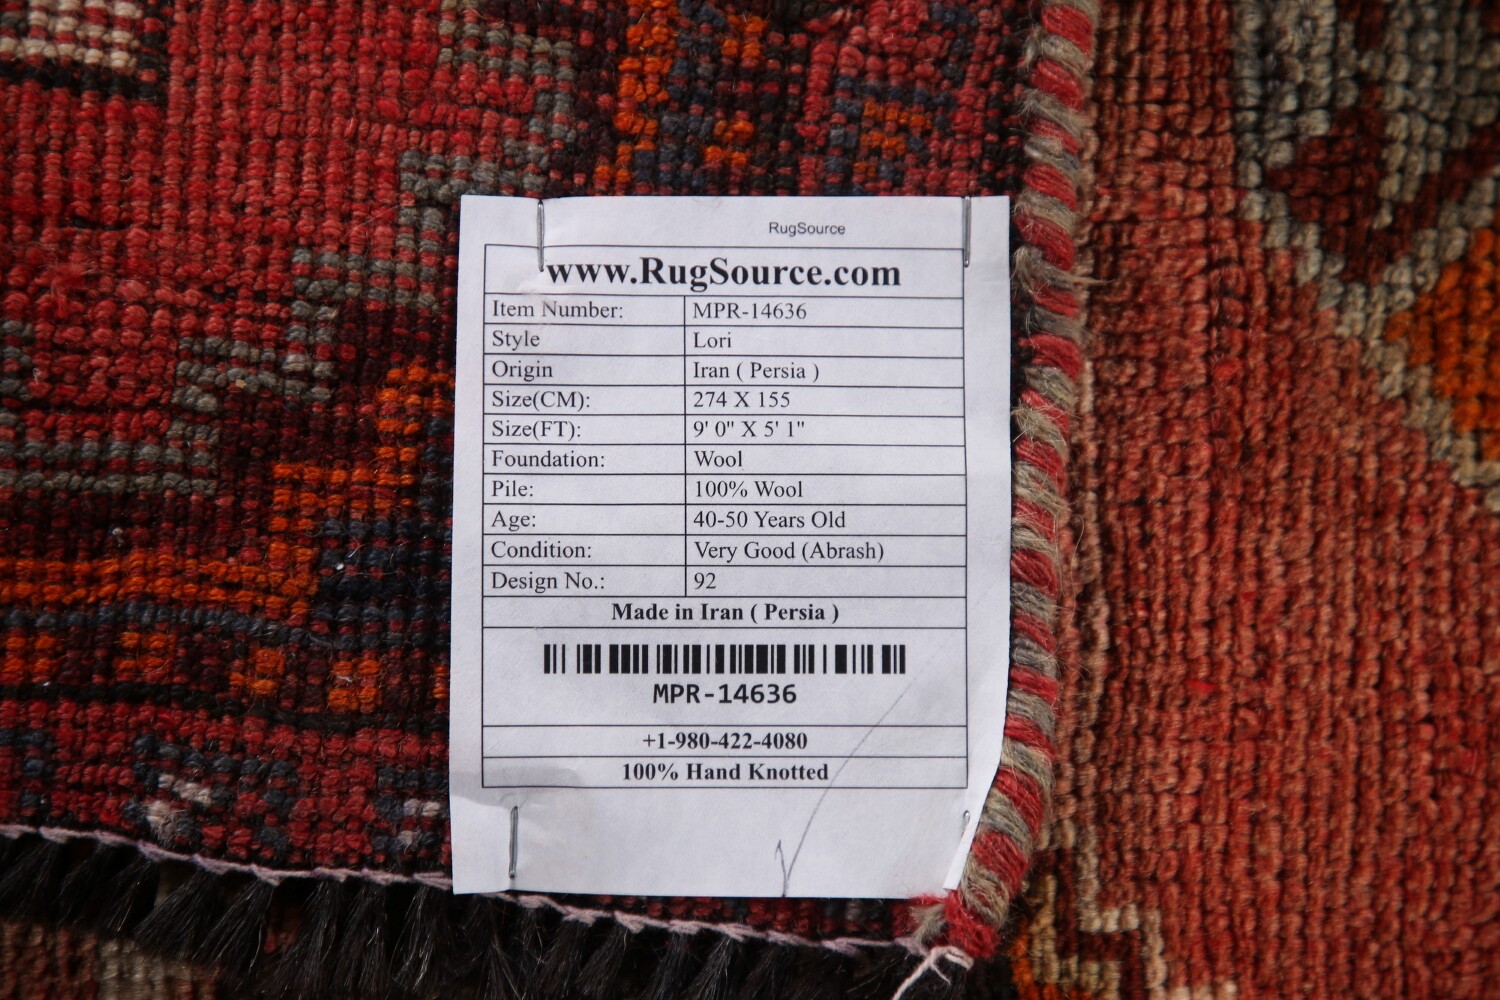 RugSource
www.RugSource.com
Item Number: MPR-14636
Style Lori
Origin Iran ( Persia )
Size(CM): 274 X 155
Size(FT): 9' 0" X 5' 1"
Foundation: Wool
Pile: 100% Wool
Age: 40-50 Years Old
Condition: Very Good (Abrash)
Design No.: 92
Made in Iran ( Persia )
MPR-14636
+1-980-422-4080
100% Hand Knotted